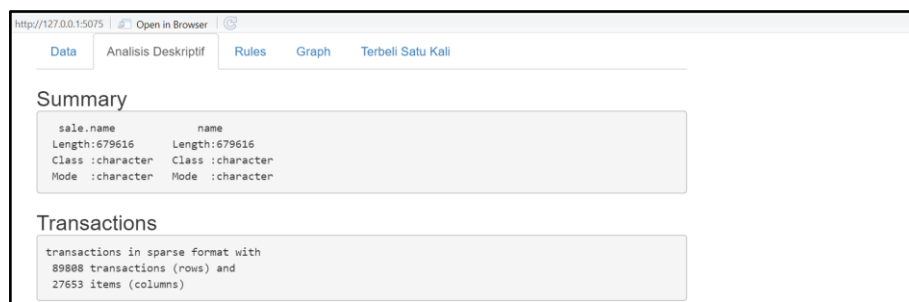 http://127.0.0.1:5075 Open in Browser
Data Analisis Deskriptif Rules Graph Terbeli Satu Kali
Summary
sale.name name
Length:679616 Length:679616
Class :character Class :character
Mode :character Mode :character
Transactions
transactions in sparse format with
89808 transactions (rows) and
27653 items (columns)